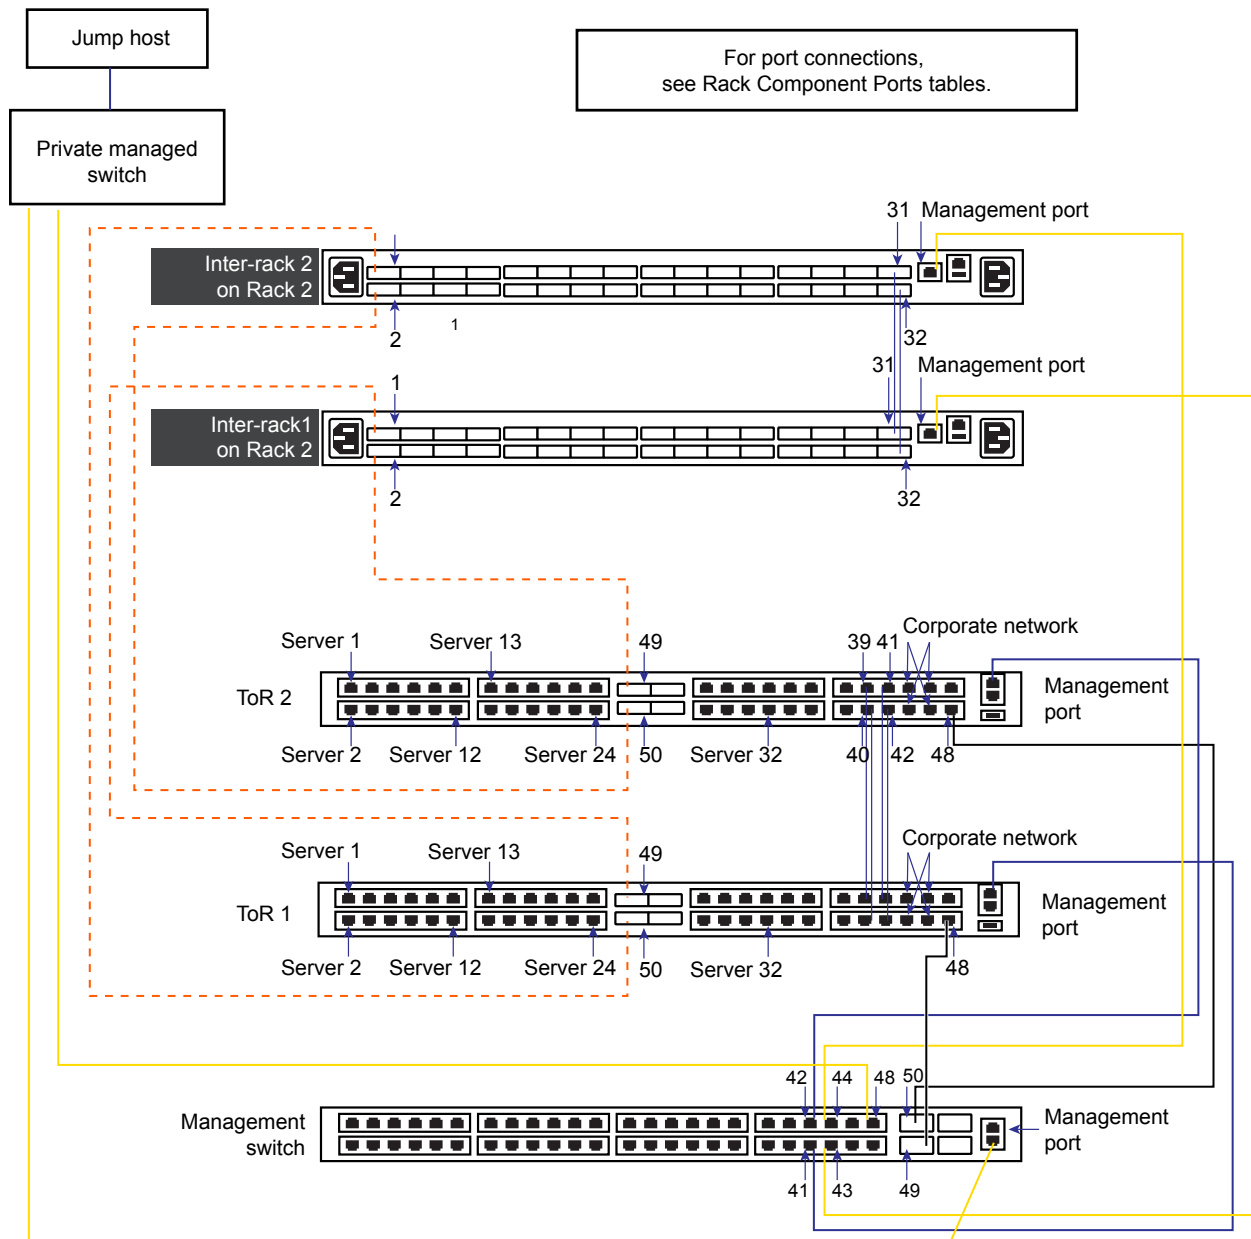 Jump host
For port connections,
see Rack Component Ports tables.
Private managed
switch
31 Management port
Inter-rack 2
on Rack 2
2
1
32
31 Management port
1
Inter-rack1
on Rack 2
2
32
Corporate network
Server 1
Server 13
49
39 41
ToR 2
Management
port
Server 2
Server 12
Server 24
50
Server 32
40
42
48
Corporate network
Server 1
Server 13
49
ToR 1
Management
port
Server 2
Server 12
Server 24
50
Server 32
48
42
44
48
50
Management
switch
Management
port
41
43
49